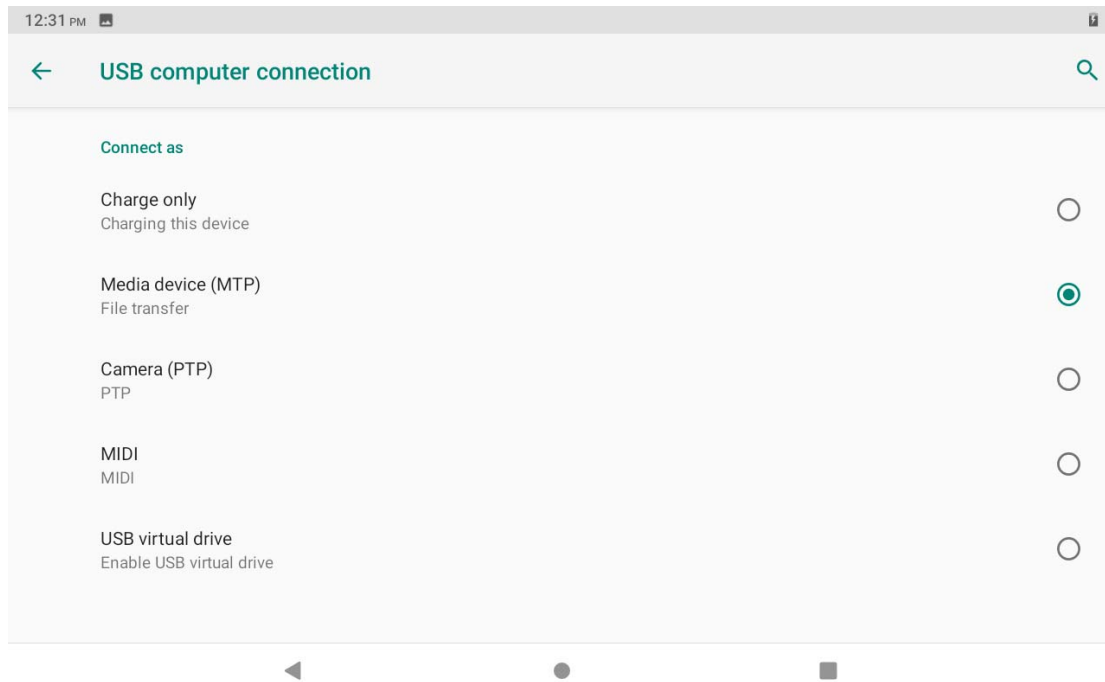 12:31 PM
USB computer connection
Connect as
Charge only
Charging this device
Media device (MTP)
File transfer
Camera (PTP)
PTP
MIDI
MIDI
USB virtual drive
Enable USB virtual drive